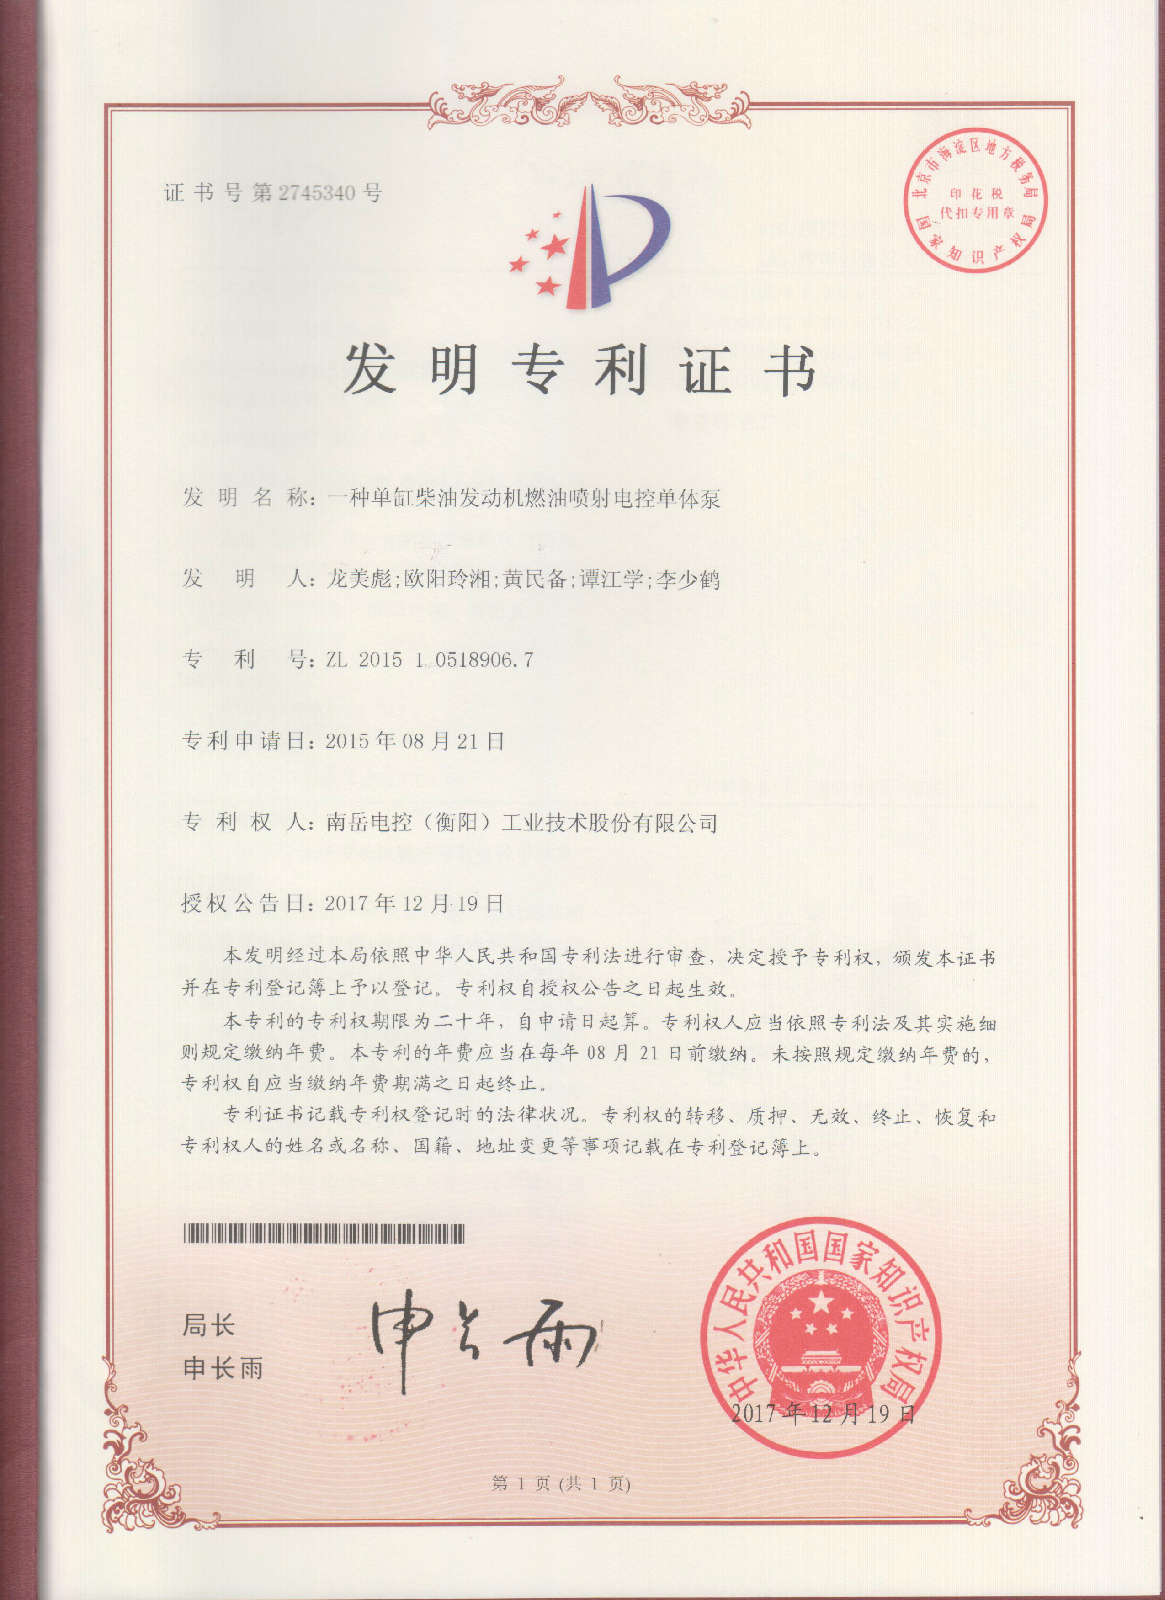 证书号第2745340号
北京市海淀区地方税务局
印花税
代扣专用章
国家知识产权局
发明专利证书
发明名称：一种单缸柴油发动机燃油喷射电控单体泵
发明人：龙美彪;欧阳玲湘;黄民备;谭江学;李少鹤
专利号：ZL 2015 1 0518906.7
专利申请日：2015年08月21日
专利权人：南岳电控（衡阳）工业技术股份有限公司
授权公告日：2017年12月19日
本发明经过本局依照中华人民共和国专利法进行审查，决定授予专利权，颁发本证书
并在专利登记簿上予以登记。专利权自授权公告之日起生效。
本专利的专利权期限为二十年，自申请日起算。专利权人应当依照专利法及其实施细
则规定缴纳年费。本专利的年费应当在每年08月21日前缴纳。未按照规定缴纳年费的，
专利权自应当缴纳年费期满之日起终止。
专利证书记载专利权登记时的法律状况。专利权的转移、质押、无效、终止、恢复和
专利权人的姓名或名称、国籍、地址变更等事项记载在专利登记簿上。
局长
申长雨
申长雨
中华人民共和国国家知识产权局
2017年12月19日
第 1 页 (共 1 页)